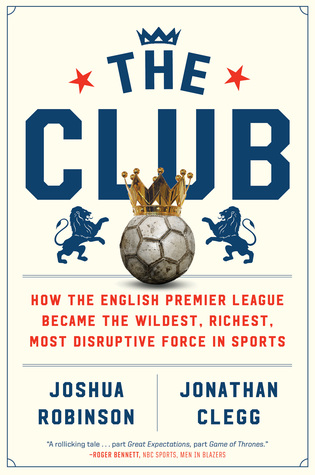 THE
CLUB
HOW THE ENGLISH PREMIER LEAGUE
BECAME THE WILDEST, RICHEST,
MOST DISRUPTIVE FORCE IN SPORTS
JOSHUA
ROBINSON
JONATHAN
CLEGG
"A rollicking tale . . . part Great Expectations, part Game of Thrones."
–ROGER BENNETT, NBC SPORTS, MEN IN BLAZERS